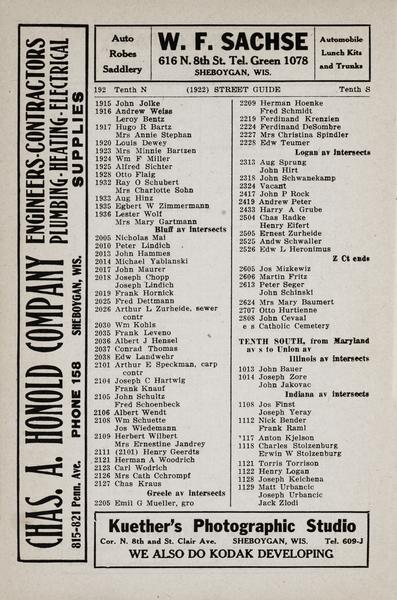 Auto
Robes
Saddlery
W. F. SACHSE
616 N. 8th St. Tel. Green 1078
SHEBOYGAN, WIS.
Automobile
Lunch Kits
and Trunks
CHAS. A. HONOLD COMPANY
815-821 Penn. Ave. PHONE 158 SHEBOYGAN, WIS.
ENGINEERS-CONTRACTORS
PLUMBING-HEATING-ELECTRICAL
SUPPLIES
192 Tenth N (1922) STREET GUIDE Tenth S
1915 John Jolke
1916 Andrew Weiss
Leroy Bentz
1917 Hugo R Bartz
Mrs Annie Stephan
1920 Louis Dewey
1923 Mrs Minnie Bartzen
1924 Wm F Miller
1925 Alfred Sichter
1928 Otto Flaig
1932 Ray O Schubert
Mrs Charlotte Sohn
1933 Aug Hinz
1935 Egbert W Zimmermann
1936 Lester Wolf
Mrs Mary Gartman
Bluff av intersects
2005 Nicholas Mai
2010 Peter Lindich
2013 John Hammes
2014 Michael Yablanski
2017 John Maurer
2018 Joseph Chopp
Joseph Lindich
2019 Frank Hornick
2025 Fred Dettmann
2026 Arthur L Zurheide, sewer
contr
2030 Wm Kohls
2035 Frank Leveno
2036 Albert J Hensel
2037 Conrad Thomas
2038 Edw Landwehr
2101 Arthur E Speckman, carp
contr
2104 Joseph C Hartwig
Frank Knauf
2105 John Schultz
Fred Schoenbeck
2106 Albert Wendt
2108 Wm Schuette
Jos Wiedemann
2109 Herbert Wilbert
Mrs Ernestine Jandrey
2111 (2101) Henry Geerdts
2121 Herman A Woodrich
2123 Carl Wodrich
2126 Mrs Cath Chrompf
2127 Chas Kraus
Greele av intersects
2205 Emil G Mueller, gro
2209 Herman Hoenke
Fred Schmidt
2219 Ferdinand Krenzien
2224 Ferdinand DeSombre
2227 Mrs Christina Spindler
2228 Edw Teumer
Logan av intersects
2313 Aug Sprung
John Hirt
2318 John Schwanekamp
2324 Vacant
2417 John P Rock
2419 Andrew Peter
2433 Harry A Grube
2504 Chas Radke
Henry Eifert
2505 Ernest Zurheide
2525 Andw Schwaller
2526 Edw L Heronimus
Z Ct ends
2605 Jos Mizkewiz
2606 Martin Fritz
2613 Peter Seger
John Schinski
2624 Mrs Mary Baumert
2707 Otto Hurtienne
2808 John Cevaal
e s Catholic Cemetery
TENTH SOUTH, from Maryland
av s to Union av
Illinois av intersects
1013 John Bauer
1014 Joseph Zore
John Jakovac
Indiana av intersects
1108 Jos Finst
Joseph Yeray
1112 Nick Bender
Frank Raml
'117 Anton Kjelson
1118 Charles Stolzenburg
Erwin W Stolzenburg
1121 Torris Torrison
1122 Henry Logan
1128 Joseph Keichena
1129 Matt Urbancic
Joseph Urbancic
Jack Zlodi
Kuether's Photographic Studio
Cor. N. 8th and St. Clair Ave. SHEBOYGAN, WIS. Tel. 609-J
WE ALSO DO KODAK DEVELOPING